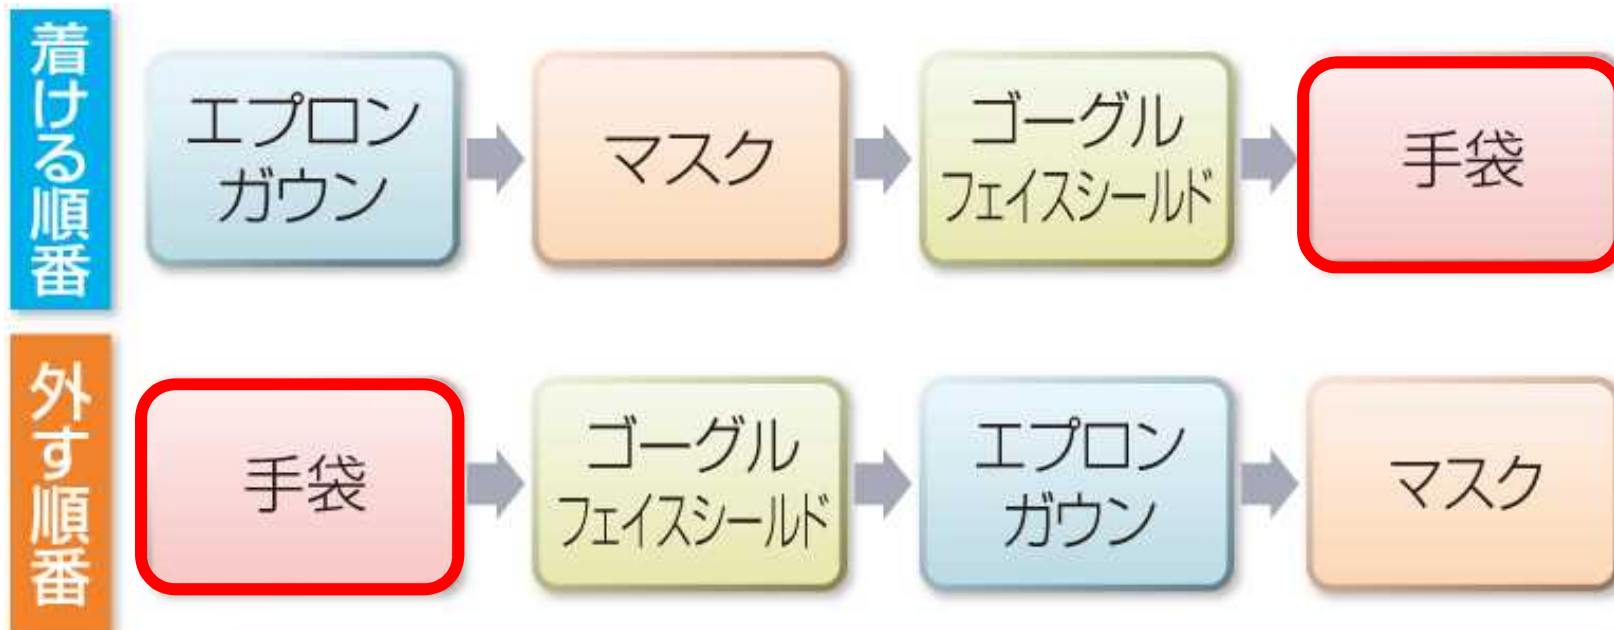 着ける順番
エプロン
ガウン
マスク
ゴーグル
フェイスシールド
手袋
外す順番
手袋
ゴーグル
フェイスシールド
エプロン
ガウン
マスク